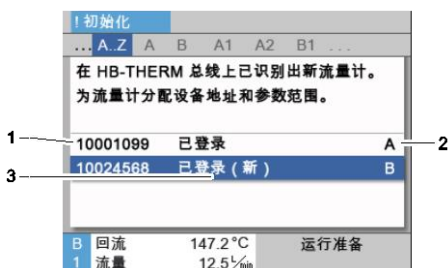 !初始化
... A..Z A B A1 A2 B1 ...
在 HB-THERM 总线上已识别出新流量计。
为流量计分配设备地址和参数范围。
1 10001099 已登录 A 2
3 10024568 已登录(新) B
B 回流 147.2°C 运行准备
1 流量 12.5 L/min